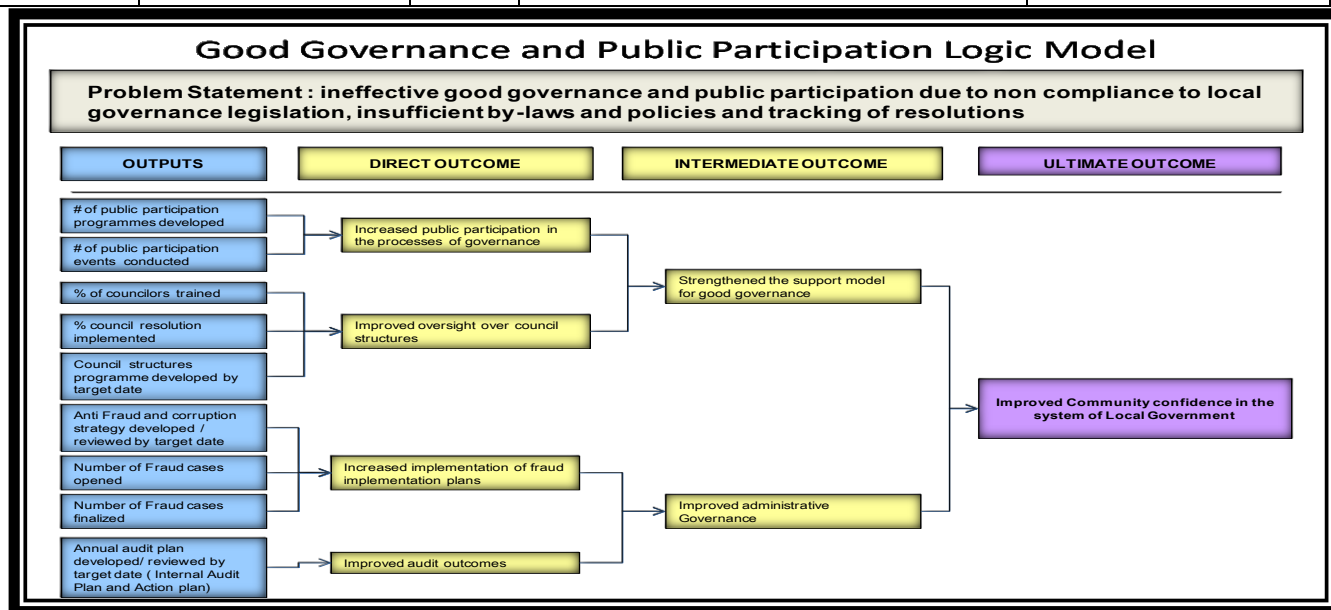 Good Governance and Public Participation Logic Model
Problem Statement : ineffective good governance and public participation due to non compliance to local
governance legislation, insufficient by-laws and policies and tracking of resolutions
OUTPUTS
DIRECT OUTCOME
INTERMEDIATE OUTCOME
ULTIMATE OUTCOME
# of public participation
programmes developed
# of public participation
events conducted
% of councilors trained
% council resolution
implemented
Council structures
programme developed by
target date
Anti Fraud and corruption
strategy developed /
reviewed by target date
Number of Fraud cases
opened
Number of Fraud cases
finalized
Annual audit plan
developed/ reviewed by
target date ( Internal Audit
Plan and Action plan)
Increased public participation in
the processes of governance
Improved oversight over council
structures
Increased implementation of fraud
implementation plans
Improved audit outcomes
Strengthened the support model
for good governance
Improved administrative
Governance
Improved Community confidence in the
system of Local Government